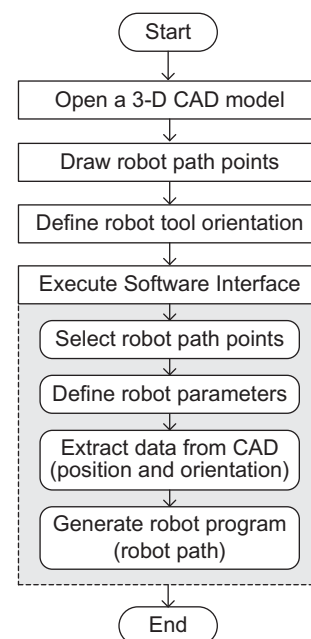 Start
Open a 3-D CAD model
Draw robot path points
Define robot tool orientation
Execute Software Interface
Select robot path points
Define robot parameters
Extract data from CAD
(position and orientation)
Generate robot program
(robot path)
End